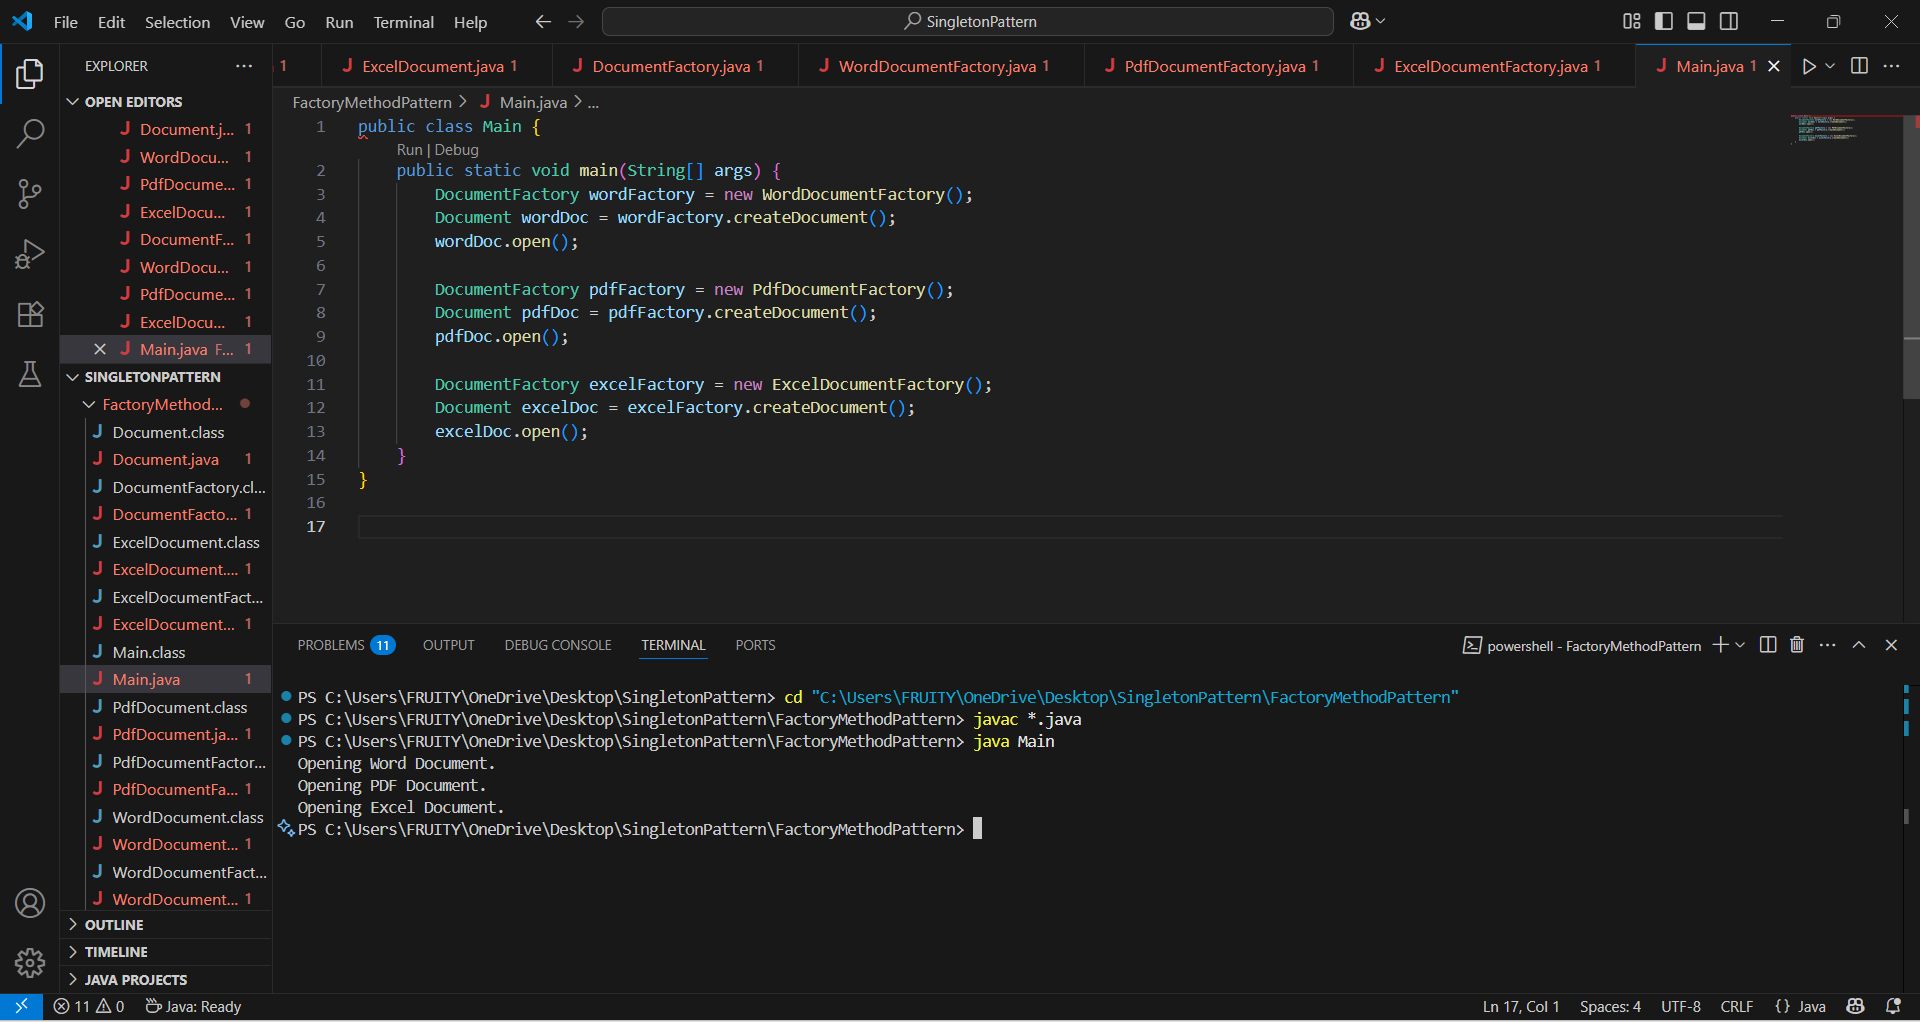 File Edit Selection View Go Run Terminal Help
SingletonPattern
EXPLORER
OPEN EDITORS
Document.j... 1
WordDocu... 1
PdfDocume... 1
ExcelDocu... 1
DocumentF... 1
WordDocu... 1
PdfDocume... 1
ExcelDocu... 1
Main.java F... 1
SINGLETONPATTERN
FactoryMethod...
Document.class
Document.java 1
DocumentFactory.cl...
DocumentFacto... 1
ExcelDocument.class
ExcelDocument.... 1
ExcelDocumentFact...
ExcelDocument... 1
Main.class
Main.java 1
PdfDocument.class
PdfDocument.ja... 1
PdfDocumentFactor...
PdfDocumentFa... 1
WordDocument.class
WordDocument... 1
WordDocumentFact...
WordDocument... 1
OUTLINE
TIMELINE
JAVA PROJECTS
1 ExcelDocument.java 1 DocumentFactory.java 1 WordDocumentFactory.java 1 PdfDocumentFactory.java 1 ExcelDocumentFactory.java 1 Main.java 1
FactoryMethodPattern > Main.java > ...
1 public class Main {
Run | Debug
2 public static void main(String[] args) {
3 DocumentFactory wordFactory = new WordDocumentFactory();
4 Document wordDoc = wordFactory.createDocument();
5 wordDoc.open();
6
7 DocumentFactory pdfFactory = new PdfDocumentFactory();
8 Document pdfDoc = pdfFactory.createDocument();
9 pdfDoc.open();
10
11 DocumentFactory excelFactory = new ExcelDocumentFactory();
12 Document excelDoc = excelFactory.createDocument();
13 excelDoc.open();
14 }
15 }
16
17
PROBLEMS 11 OUTPUT DEBUG CONSOLE TERMINAL PORTS
powershell - FactoryMethodPattern
PS C:\Users\FRUITY\OneDrive\Desktop\SingletonPattern> cd "C:\Users\FRUITY\OneDrive\Desktop\SingletonPattern\FactoryMethodPattern"
PS C:\Users\FRUITY\OneDrive\Desktop\SingletonPattern\FactoryMethodPattern> javac *.java
PS C:\Users\FRUITY\OneDrive\Desktop\SingletonPattern\FactoryMethodPattern> java Main
Opening Word Document.
Opening PDF Document.
Opening Excel Document.
PS C:\Users\FRUITY\OneDrive\Desktop\SingletonPattern\FactoryMethodPattern>
11 0 Java: Ready
Ln 17, Col 1 Spaces: 4 UTF-8 CRLF {} Java